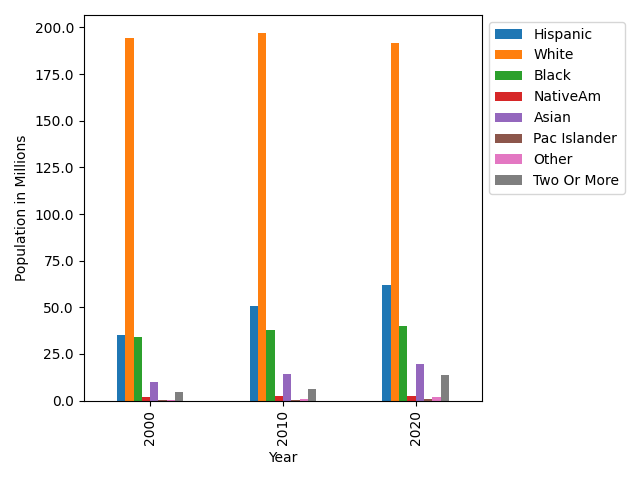 200.0
175.0
150.0
125.0
100.0
75.0
50.0
25.0
0.0
Population in Millions
2000
2010
2020
Year
Hispanic
White
Black
NativeAm
Asian
Pac Islander
Other
Two Or More